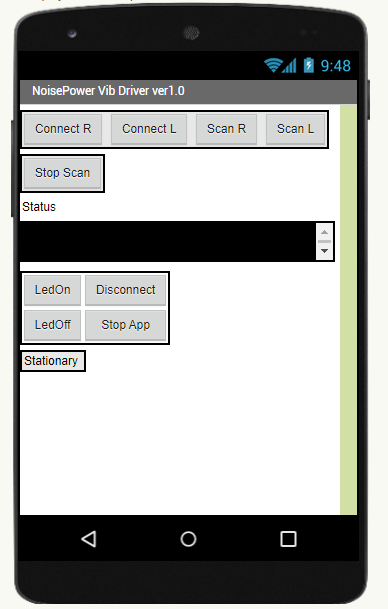 9:48
NoisePower Vib Driver ver1.0
Connect R Connect L Scan R Scan L
Stop Scan
Status
LedOn Disconnect
LedOff Stop App
Stationary